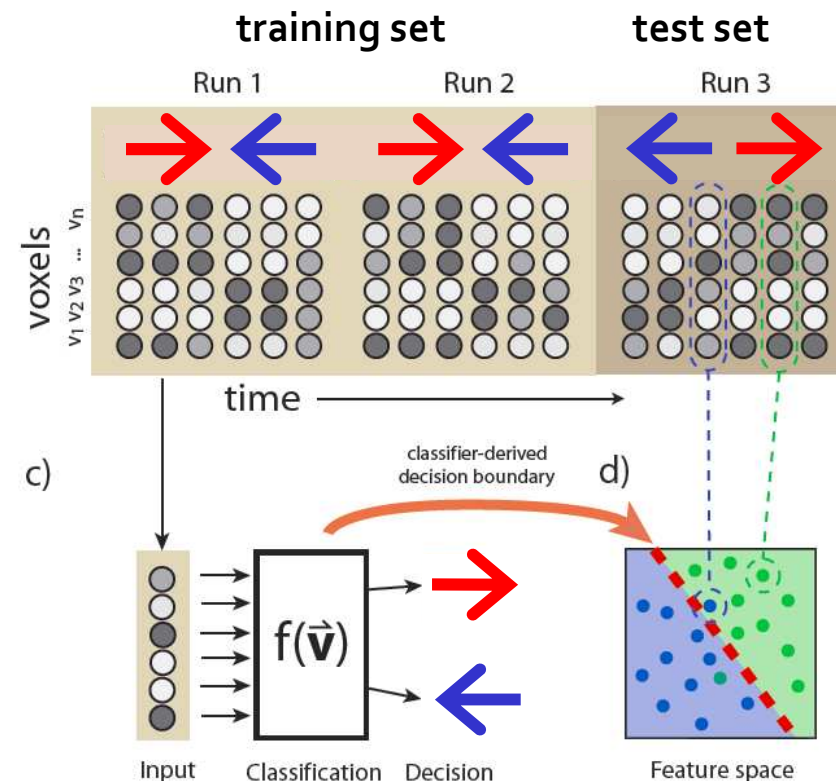 training set test set
Run 1 Run 2 Run 3
voxels
v1 v2 v3 ... vn
time
c)
classifier-derived
decision boundary
d)
f(v⃗)
Input Classification Decision Feature space